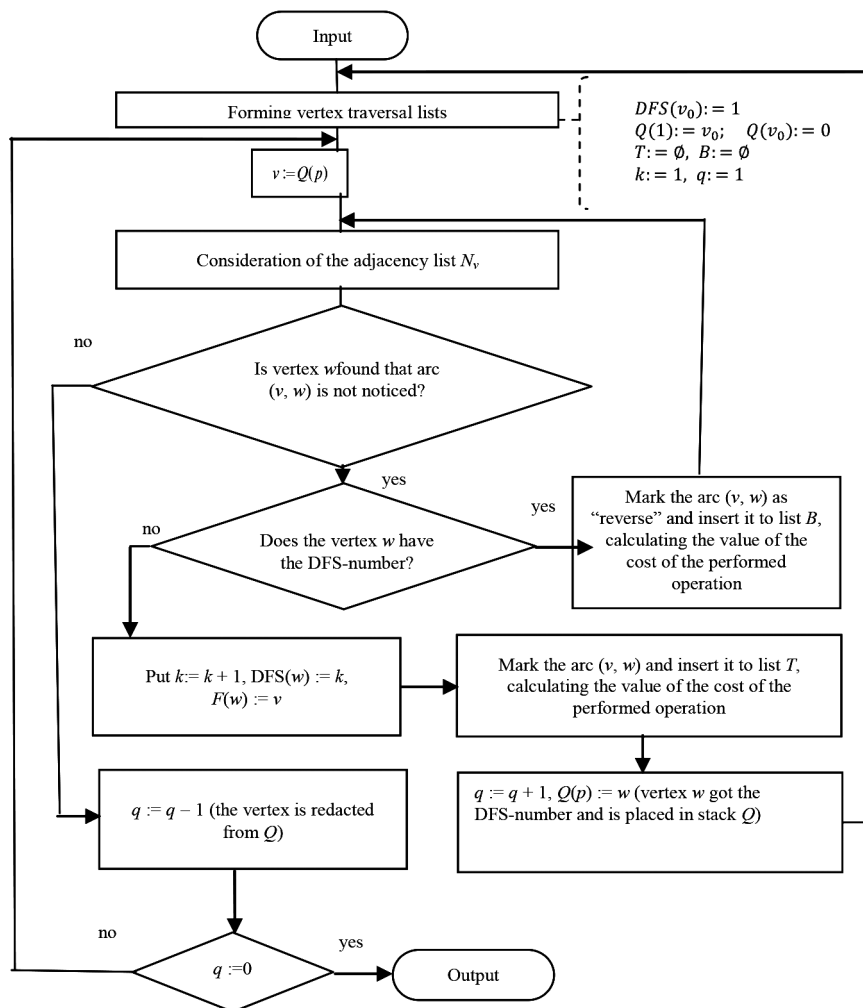 Input
Forming vertex traversal lists
DFS(v₀):= 1
Q(1):= v₀; Q(v₀):= 0
T:= ∅, B:= ∅
k:= 1, q:= 1
v:=Q(p)
Consideration of the adjacency list Nᵥ
no
Is vertex wfound that arc
(v, w) is not noticed?
yes
no
Does the vertex w have
the DFS-number?
yes
Mark the arc (v, w) as
“reverse” and insert it to list B,
calculating the value of the
cost of the performed
operation
Put k:= k + 1, DFS(w) := k,
F(w) := v
Mark the arc (v, w) and insert it to list T,
calculating the value of the cost of the
performed operation
q := q − 1 (the vertex is redacted
from Q)
q := q + 1, Q(p) := w (vertex w got the
DFS-number and is placed in stack Q)
no
q :=0
yes
Output